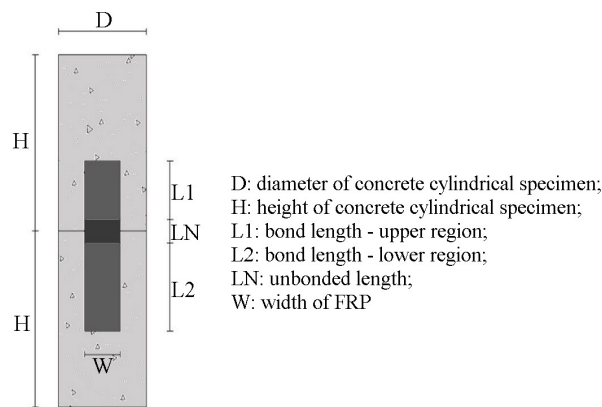 D
H
L1
LN
L2
H
W
D: diameter of concrete cylindrical specimen;
H: height of concrete cylindrical specimen;
L1: bond length - upper region;
L2: bond length - lower region;
LN: unbonded length;
W: width of FRP